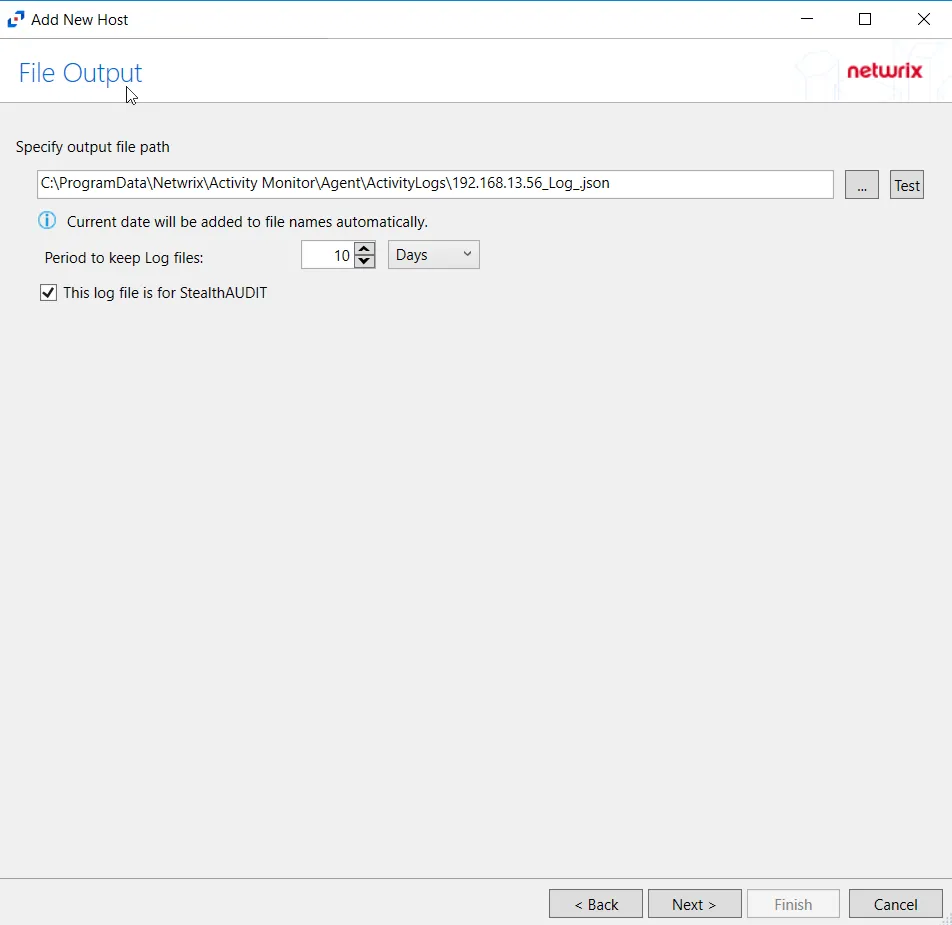 Add New Host
File Output
netwrix
Specify output file path
C:\ProgramData\Netwrix\Activity Monitor\Agent\ActivityLogs\192.168.13.56_Log_.json
...
Test
Current date will be added to file names automatically.
Period to keep Log files:
10
Days
This log file is for StealthAUDIT
< Back
Next >
Finish
Cancel